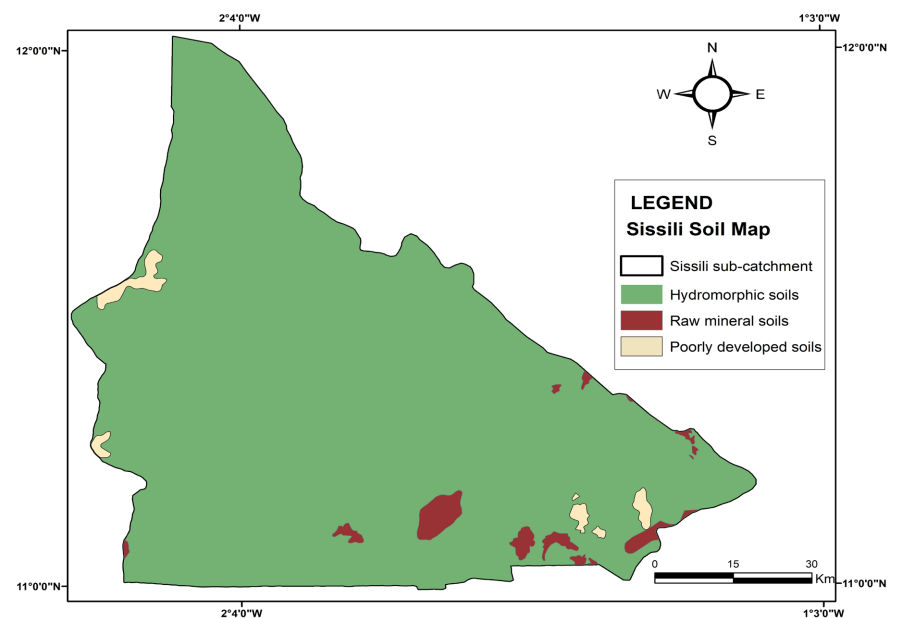 2°4'0"W 1°3'0"W
12°0'0"N 12°0'0"N
N
W E
S
LEGEND
Sissili Soil Map
Sissili sub-catchment
Hydromorphic soils
Raw mineral soils
Poorly developed soils
0 15 30
Km
11°0'0"N 11°0'0"N
2°4'0"W 1°3'0"W